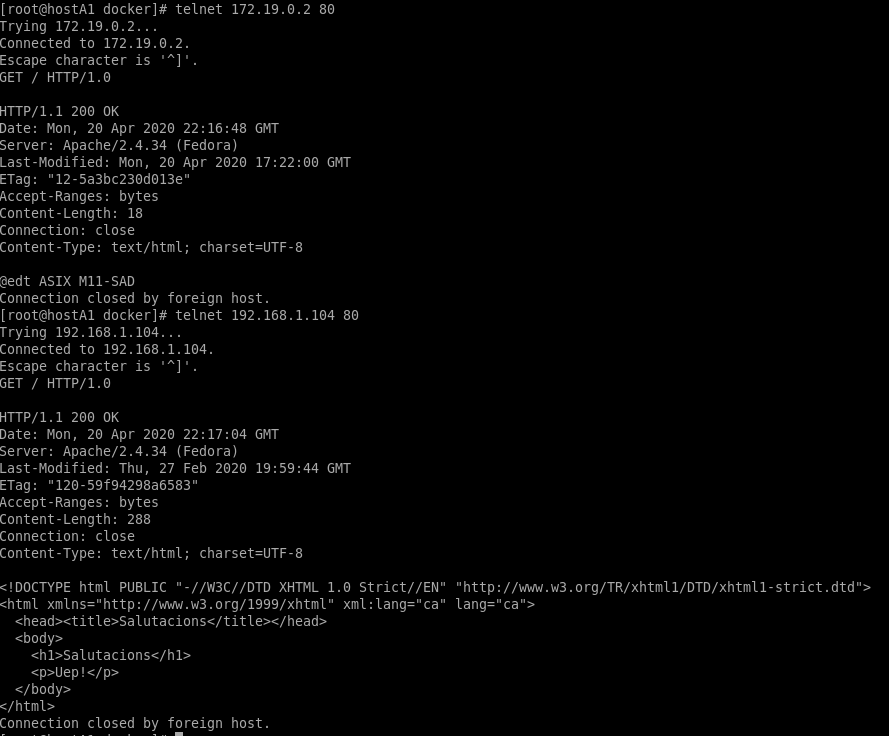 [root@hostA1 docker]# telnet 172.19.0.2 80
Trying 172.19.0.2...
Connected to 172.19.0.2.
Escape character is '^]'.
GET / HTTP/1.0

HTTP/1.1 200 OK
Date: Mon, 20 Apr 2020 22:16:48 GMT
Server: Apache/2.4.34 (Fedora)
Last-Modified: Mon, 20 Apr 2020 17:22:00 GMT
ETag: "12-5a3bc230d013e"
Accept-Ranges: bytes
Content-Length: 18
Connection: close
Content-Type: text/html; charset=UTF-8

@edt ASIX M11-SAD
Connection closed by foreign host.
[root@hostA1 docker]# telnet 192.168.1.104 80
Trying 192.168.1.104...
Connected to 192.168.1.104.
Escape character is '^]'.
GET / HTTP/1.0

HTTP/1.1 200 OK
Date: Mon, 20 Apr 2020 22:17:04 GMT
Server: Apache/2.4.34 (Fedora)
Last-Modified: Thu, 27 Feb 2020 19:59:44 GMT
ETag: "120-59f94298a6583"
Accept-Ranges: bytes
Content-Length: 288
Connection: close
Content-Type: text/html; charset=UTF-8

<!DOCTYPE html PUBLIC "-//W3C//DTD XHTML 1.0 Strict//EN" "http://www.w3.org/TR/xhtml1/DTD/xhtml1-strict.dtd">
<html xmlns="http://www.w3.org/1999/xhtml" xml:lang="ca" lang="ca">
  <head><title>Salutacions</title></head>
  <body>
    <h1>Salutacions</h1>
    <p>Uep!</p>
  </body>
</html>
Connection closed by foreign host.